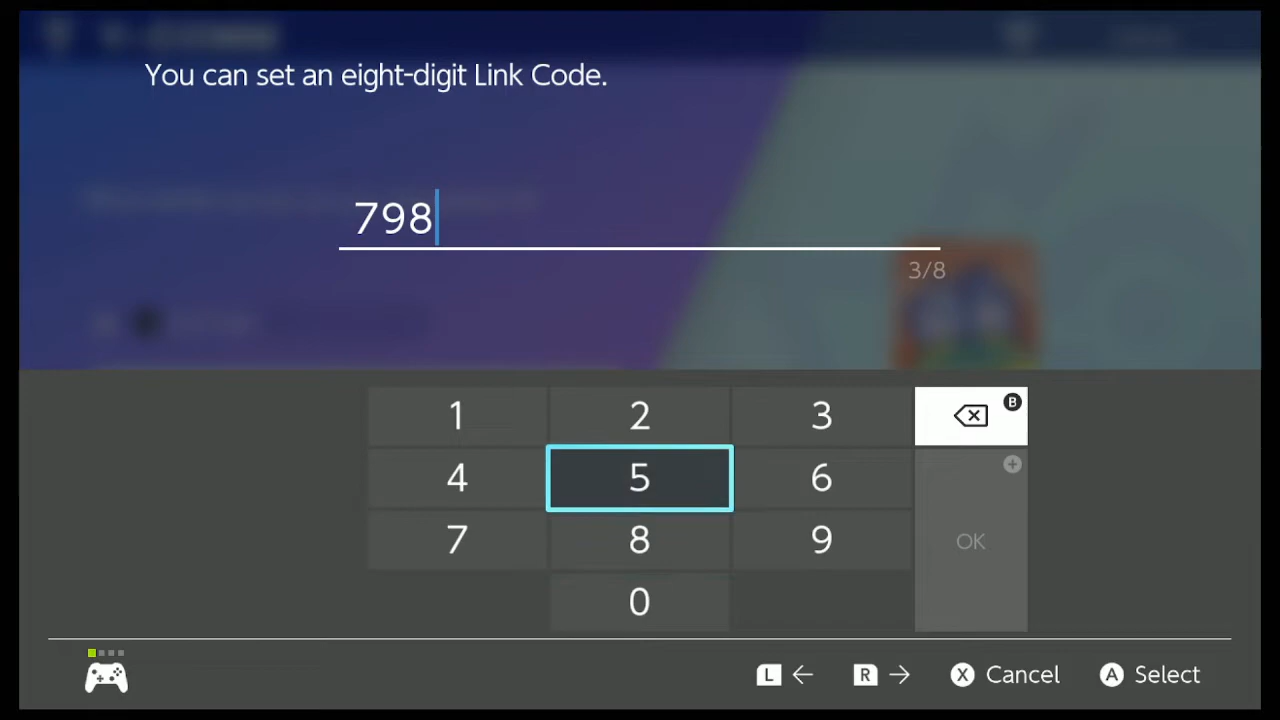 You can set an eight-digit Link Code.
798
3/8
1 2 3 B
4 5 6 +
7 8 9 OK
0
L ← R → X Cancel A Select